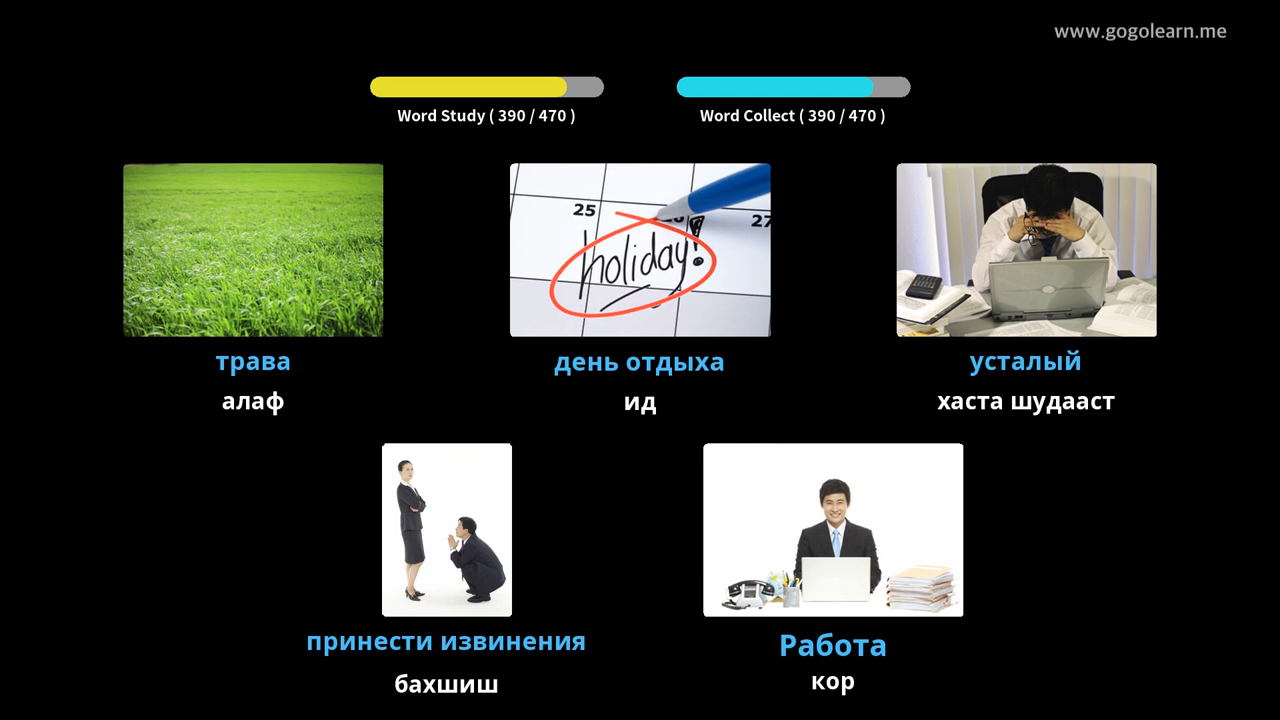 www.gogolearn.me
Word Study ( 390 / 470 )
Word Collect ( 390 / 470 )
25
27
holiday!
трава
день отдыха
усталый
алаф
ид
хаста шудааст
принести извинения
Работа
бахшиш
кор